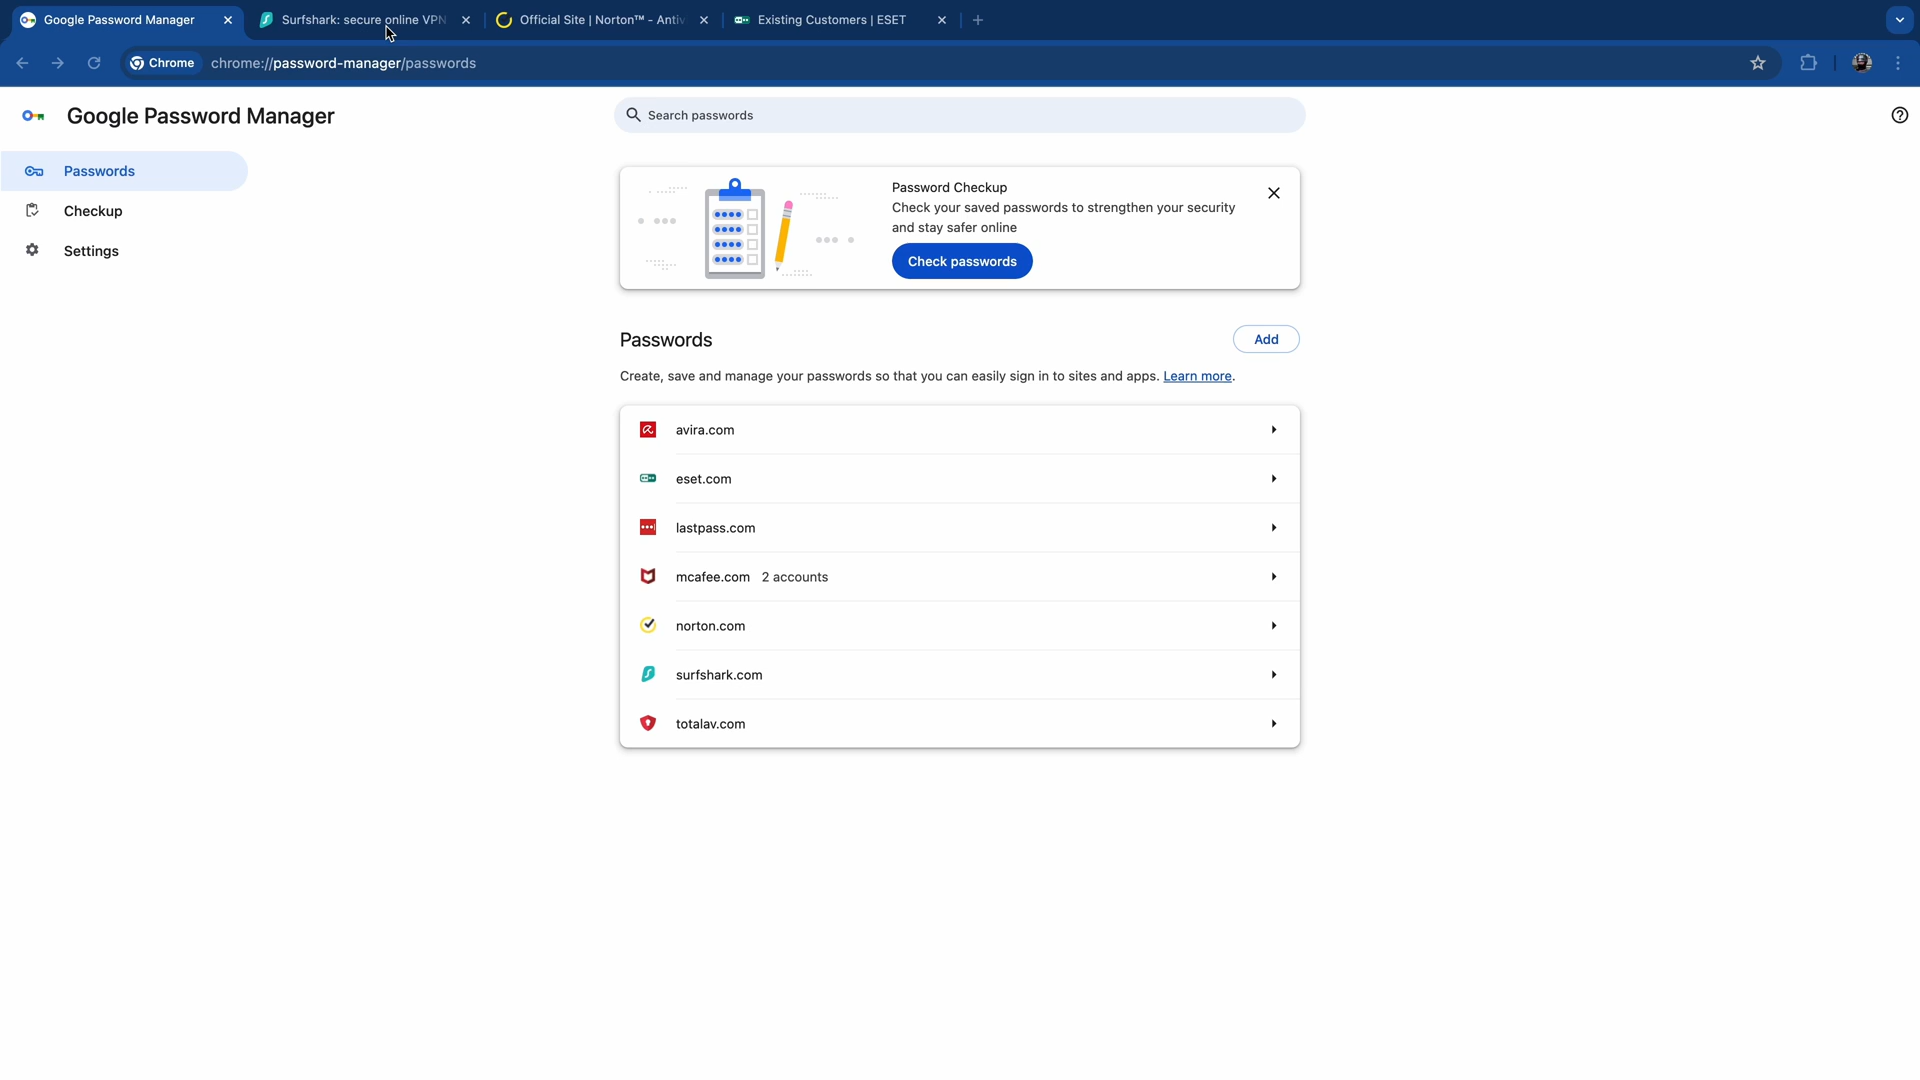 Google Password Manager
Surfshark: secure online VPN
Official Site | Norton™ - Antiv
Existing Customers | ESET
Chrome
chrome://password-manager/passwords
Google Password Manager
Search passwords
Passwords
Checkup
Settings
Password Checkup
Check your saved passwords to strengthen your security
and stay safer online
Check passwords
Passwords
Add
Create, save and manage your passwords so that you can easily sign in to sites and apps. Learn more.
avira.com
eset.com
lastpass.com
mcafee.com 2 accounts
norton.com
surfshark.com
totalav.com